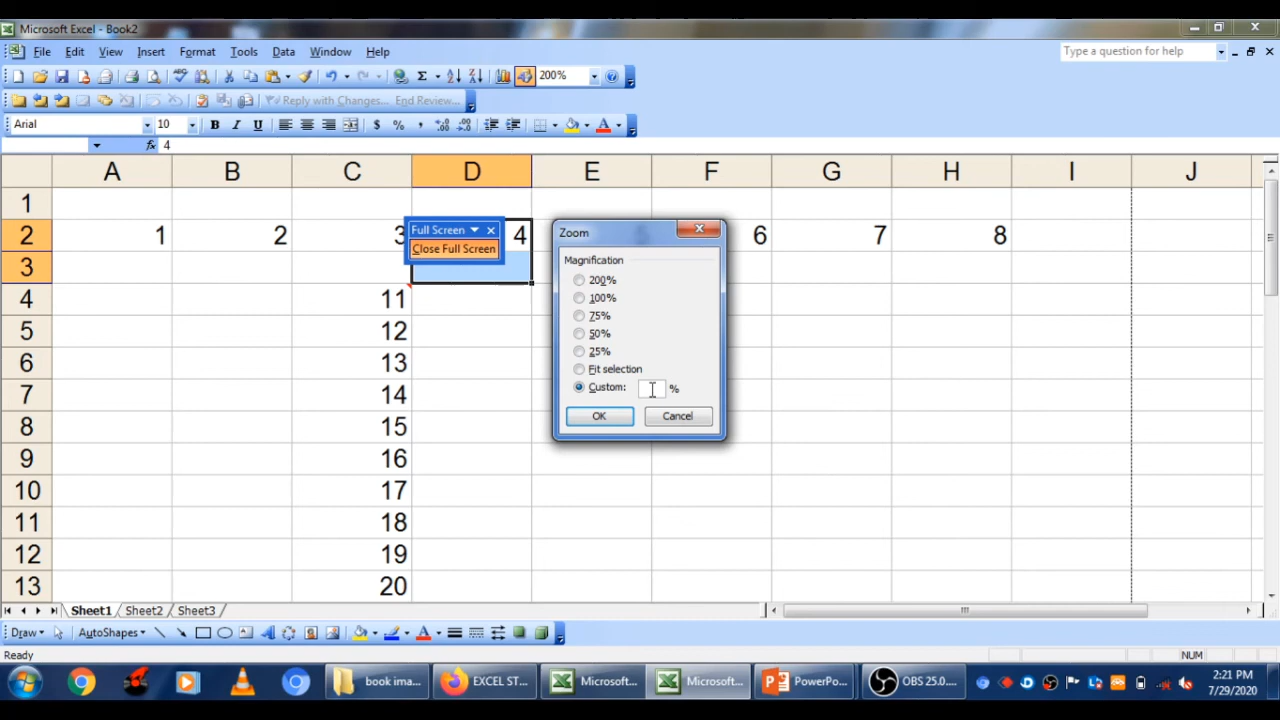 Microsoft Excel - Book2
File Edit View Insert Format Tools Data Window Help
Type a question for help
Σ 200%
Reply with Changes... End Review...
Arial 10 B I U $ % , A
fx 4
A B C D E F G H I J
1
2 1 2 3 4 6 7 8
3
4 11
5 12
6 13
7 14
8 15
9 16
10 17
11 18
12 19
13 20
Full Screen
Close Full Screen
Zoom
Magnification
200%
100%
75%
50%
25%
Fit selection
Custom: %
OK Cancel
Sheet1 Sheet2 Sheet3
Draw AutoShapes A
Ready
NUM
book ima... EXCEL ST... Microsoft... Microsoft... PowerPo... OBS 25.0....
2:21 PM
7/29/2020